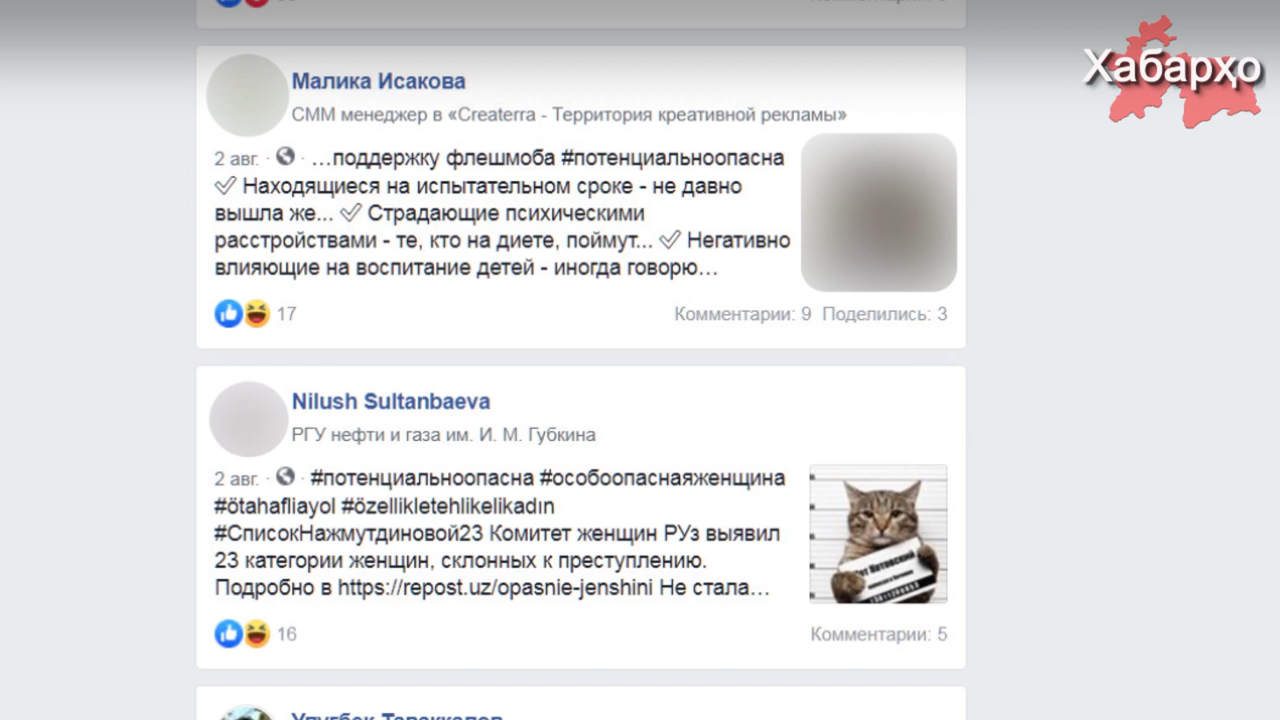 Хабарҳо
Малика Исакова
СММ менеджер в «Createrra - Территория креативной рекламы»
2 авг. · · …поддержку флешмоба #потенциальноопасна
✅ Находящиеся на испытательном сроке - не давно
вышла же... ✅ Страдающие психическими
расстройствами - те, кто на диете, поймут... ✅ Негативно
влияющие на воспитание детей - иногда говорю…
17
Комментарии: 9 Поделились: 3
Nilush Sultanbaeva
РГУ нефти и газа им. И. М. Губкина
2 авг. · · #потенциальноопасна #особоопаснаяженщина
#ötahafliayol #özellikletehlikelikadın
#СписокНажмутдиновой23 Комитет женщин РУз выявил
23 категории женщин, склонных к преступлению.
Подробно в https://repost.uz/opasnie-jenshini Не стала…
16
Комментарии: 5